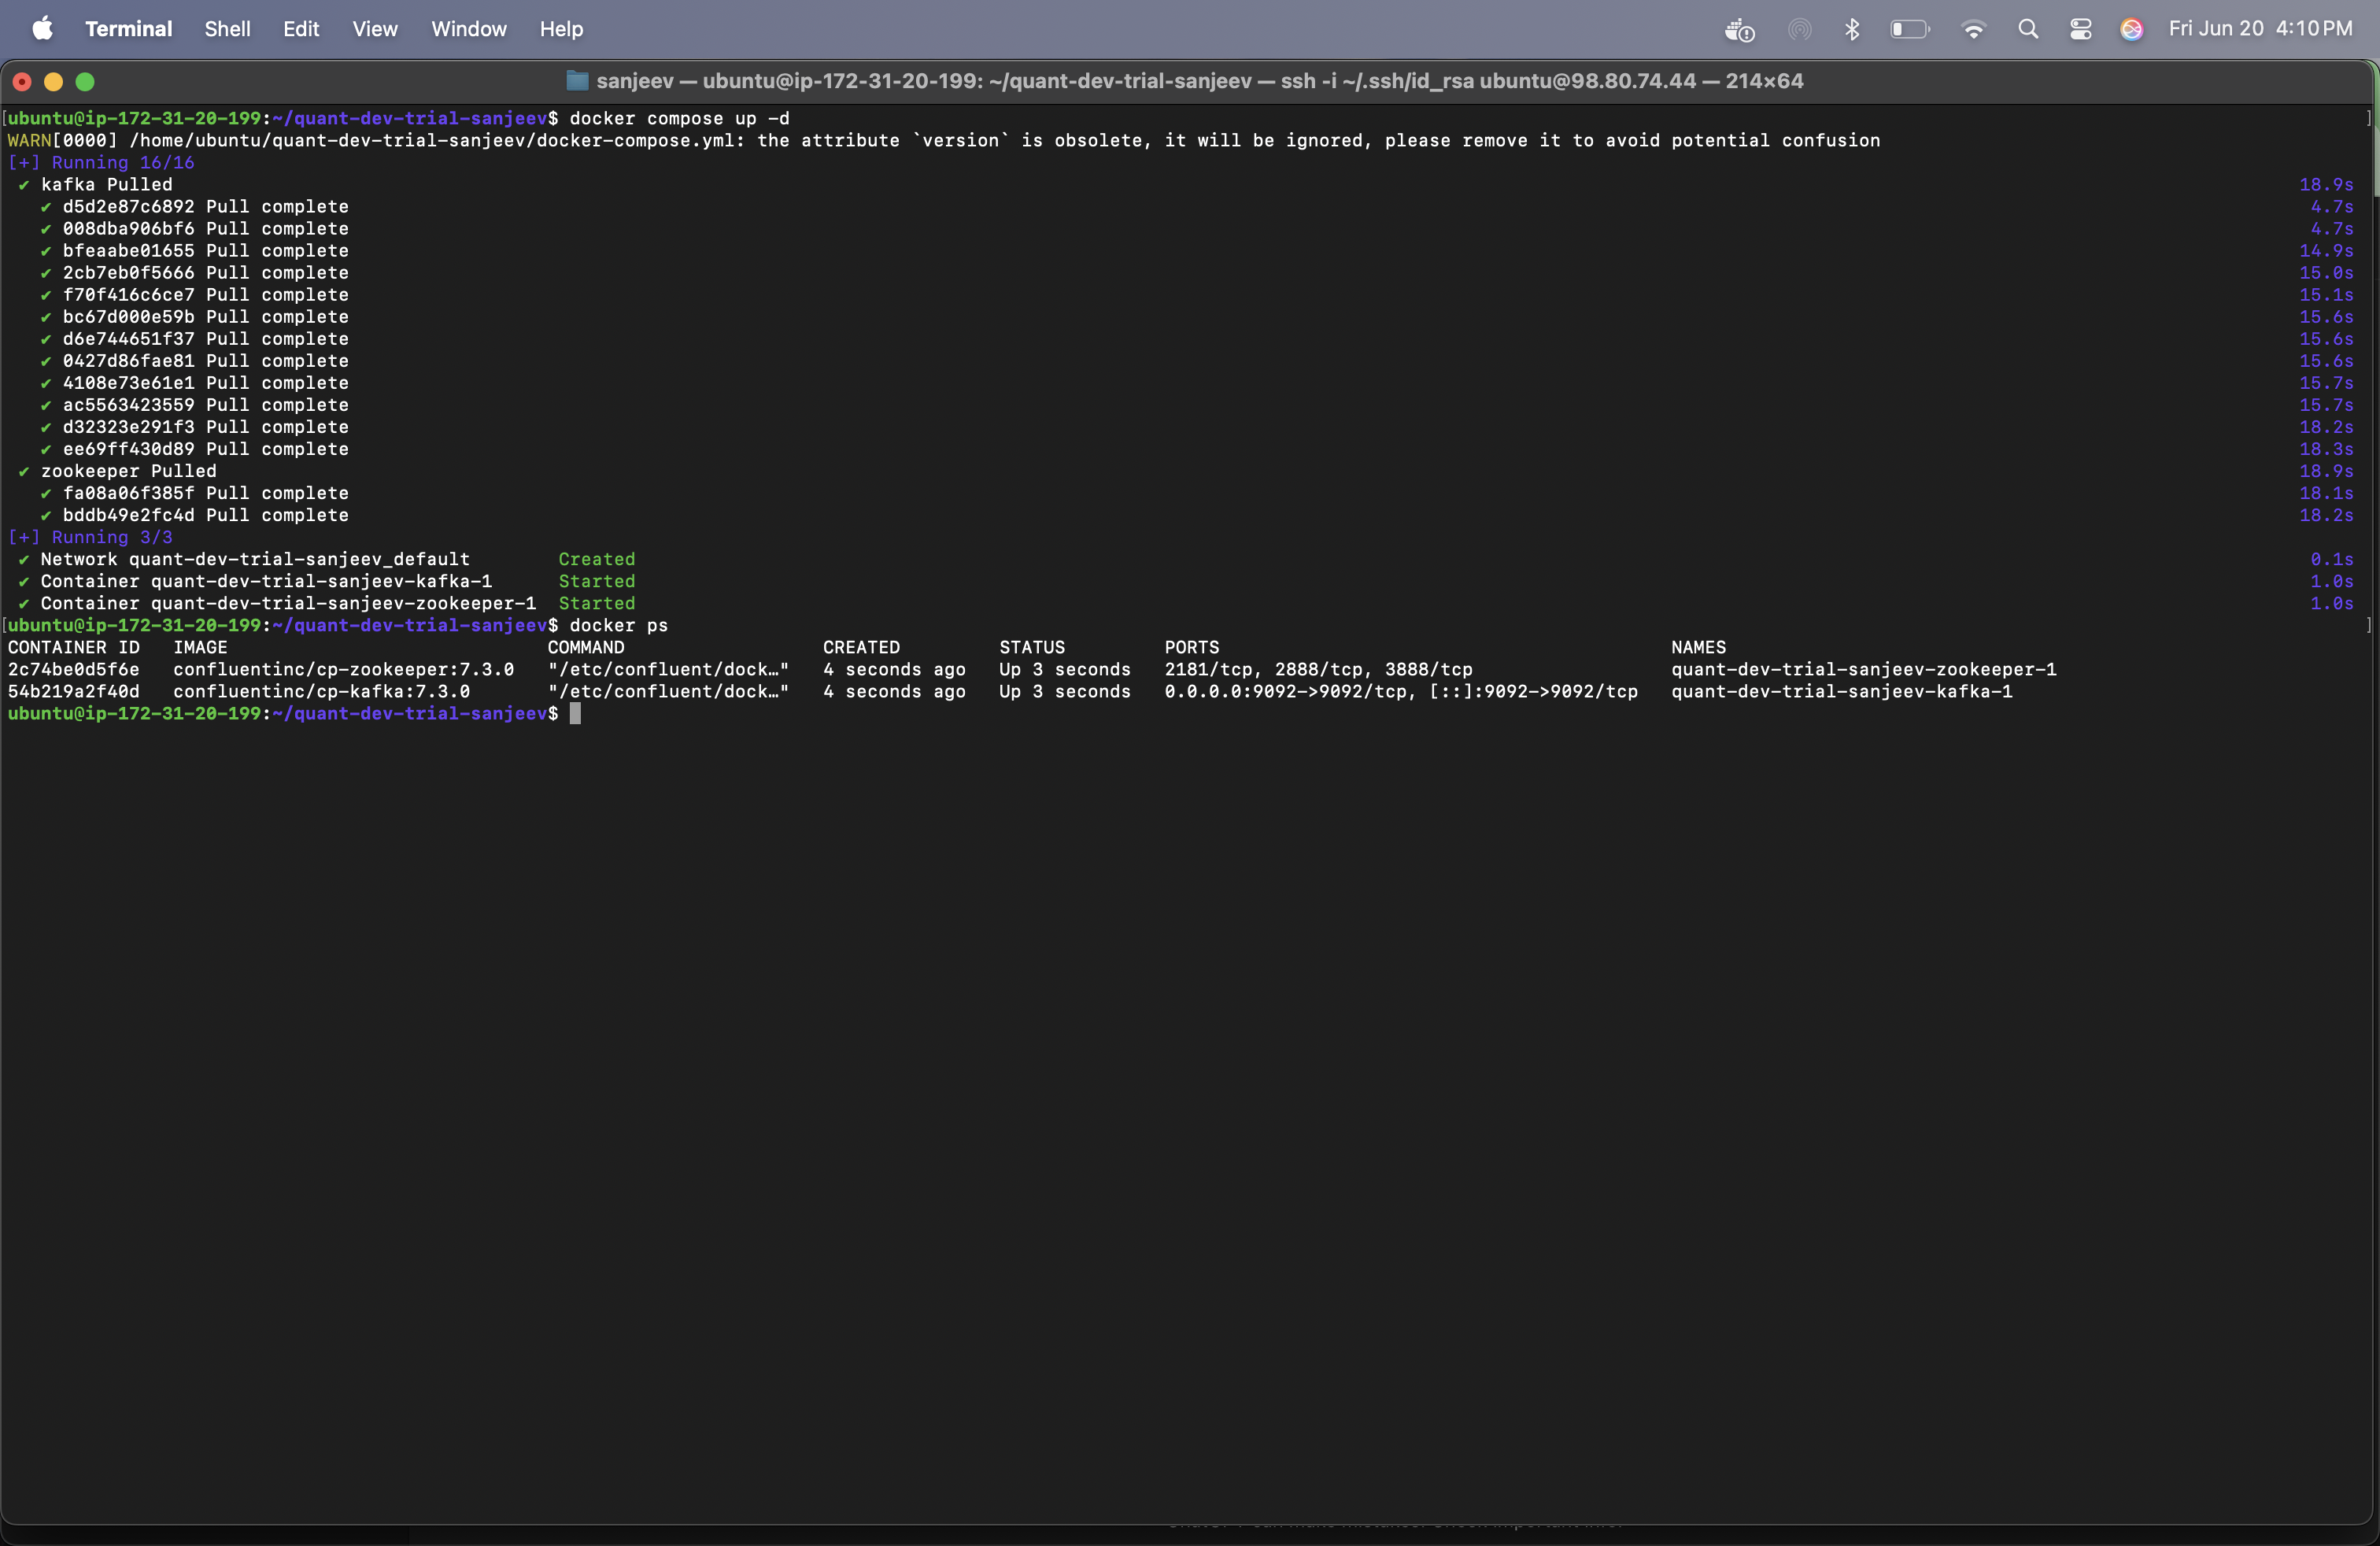 Terminal Shell Edit View Window Help Fri Jun 20 4:10 PM
sanjeev — ubuntu@ip-172-31-20-199: ~/quant-dev-trial-sanjeev — ssh -i ~/.ssh/id_rsa ubuntu@98.80.74.44 — 214×64
[ubuntu@ip-172-31-20-199:~/quant-dev-trial-sanjeev$ docker compose up -d ]
WARN[0000] /home/ubuntu/quant-dev-trial-sanjeev/docker-compose.yml: the attribute `version` is obsolete, it will be ignored, please remove it to avoid potential confusion
[+] Running 16/16
✔ kafka Pulled 18.9s
✔ d5d2e87c6892 Pull complete 4.7s
✔ 008dba906bf6 Pull complete 4.7s
✔ bfeaabe01655 Pull complete 14.9s
✔ 2cb7eb0f5666 Pull complete 15.0s
✔ f70f416c6ce7 Pull complete 15.1s
✔ bc67d000e59b Pull complete 15.6s
✔ d6e744651f37 Pull complete 15.6s
✔ 0427d86fae81 Pull complete 15.6s
✔ 4108e73e61e1 Pull complete 15.7s
✔ ac5563423559 Pull complete 15.7s
✔ d32323e291f3 Pull complete 18.2s
✔ ee69ff430d89 Pull complete 18.3s
✔ zookeeper Pulled 18.9s
✔ fa08a06f385f Pull complete 18.1s
✔ bddb49e2fc4d Pull complete 18.2s
[+] Running 3/3
✔ Network quant-dev-trial-sanjeev_default Created 0.1s
✔ Container quant-dev-trial-sanjeev-kafka-1 Started 1.0s
✔ Container quant-dev-trial-sanjeev-zookeeper-1 Started 1.0s
[ubuntu@ip-172-31-20-199:~/quant-dev-trial-sanjeev$ docker ps ]
CONTAINER ID IMAGE COMMAND CREATED STATUS PORTS NAMES
2c74be0d5f6e confluentinc/cp-zookeeper:7.3.0 "/etc/confluent/dock…" 4 seconds ago Up 3 seconds 2181/tcp, 2888/tcp, 3888/tcp quant-dev-trial-sanjeev-zookeeper-1
54b219a2f40d confluentinc/cp-kafka:7.3.0 "/etc/confluent/dock…" 4 seconds ago Up 3 seconds 0.0.0.0:9092->9092/tcp, [::]:9092->9092/tcp quant-dev-trial-sanjeev-kafka-1
ubuntu@ip-172-31-20-199:~/quant-dev-trial-sanjeev$